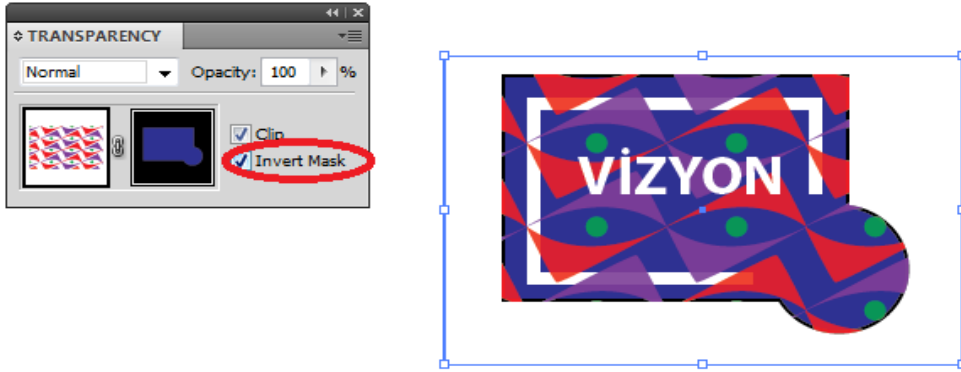 TRANSPARENCY
Normal Opacity: 100 %
Clip
Invert Mask
VİZYON